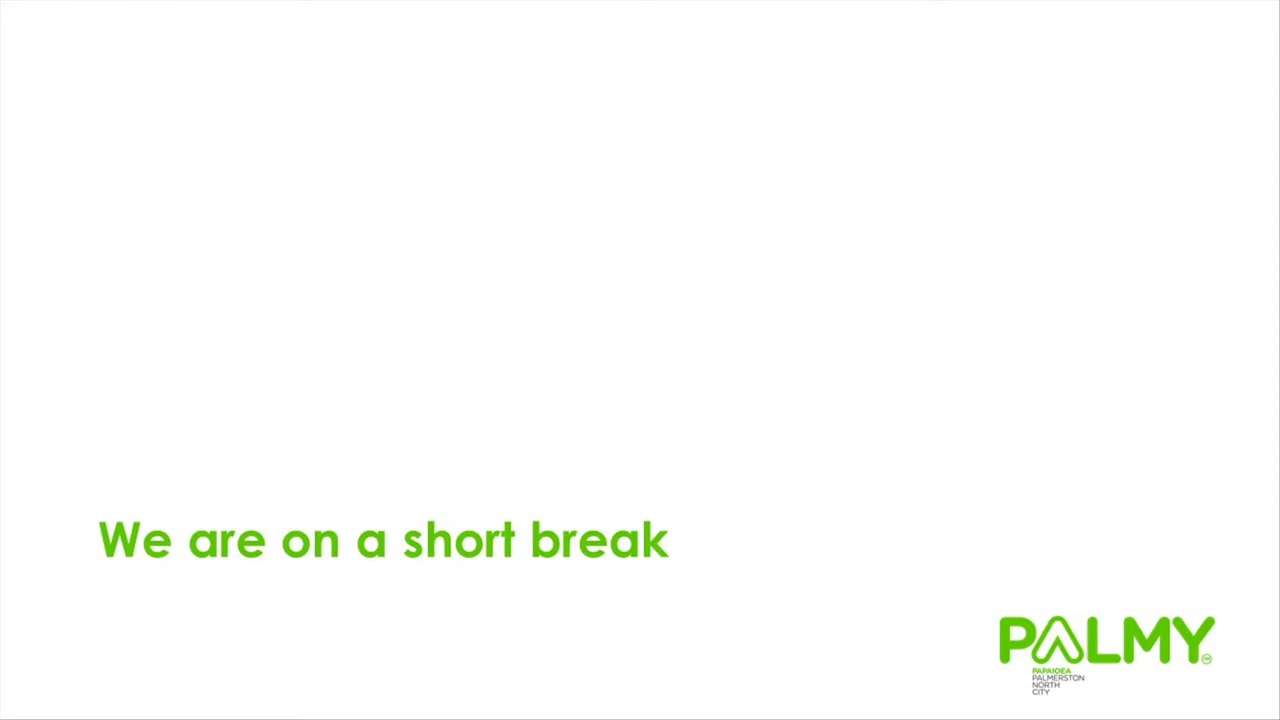 We are on a short break
PALMY
PAPAIOEA
PALMERSTON
NORTH
CITY